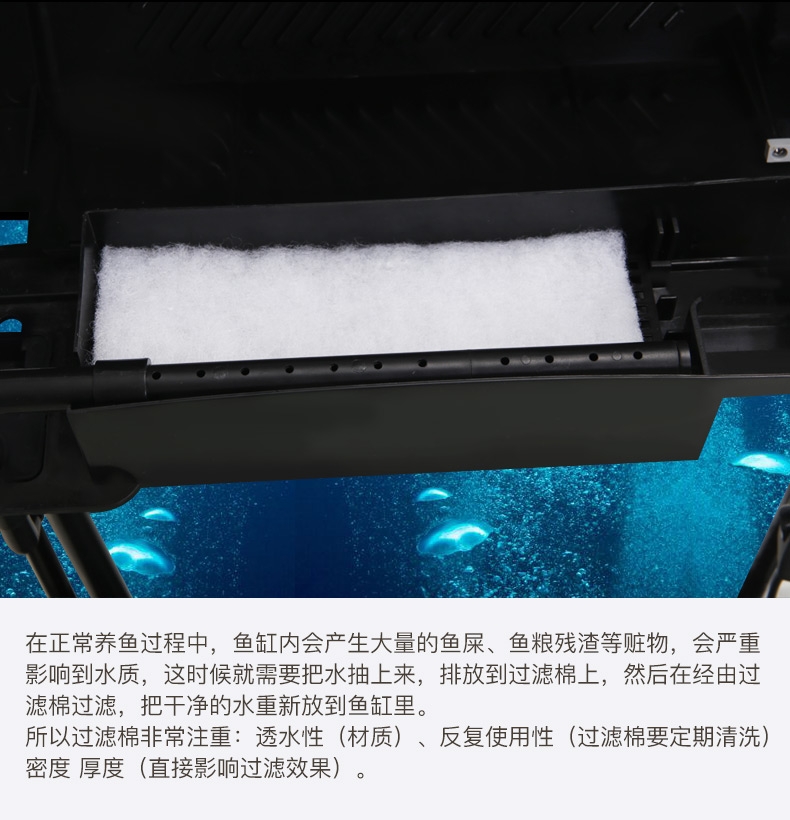 在正常养鱼过程中，鱼缸内会产生大量的鱼屎、鱼粮残渣等赃物，会严重
影响到水质，这时候就需要把水抽上来，排放到过滤棉上，然后在经由过
滤棉过滤，把干净的水重新放到鱼缸里。
所以过滤棉非常注重：透水性（材质）、反复使用性（过滤棉要定期清洗）
密度 厚度（直接影响过滤效果）。